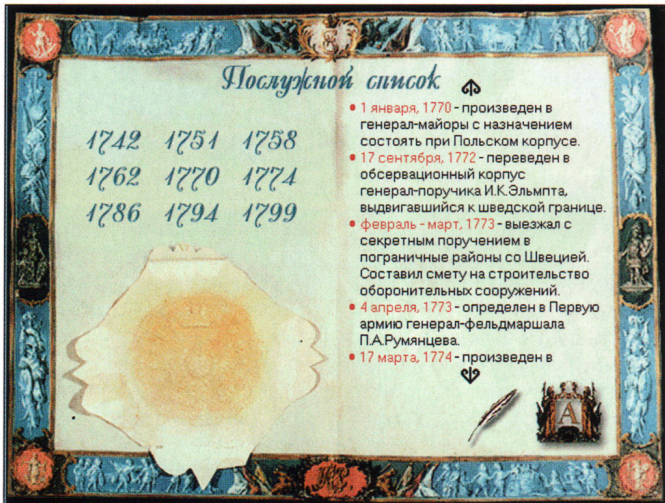 Послужной список
1742 1751 1758
1762 1770 1774
1786 1794 1799
• 1 января, 1770 - произведен в
генерал-майоры с назначением
состоять при Польском корпусе.
• 17 сентября, 1772 - переведен в
обсервационный корпус
генерал-поручика И.К.Эльмпта,
выдвигавшийся к шведской границе.
• февраль - март, 1773 - выезжал с
секретным поручением в
пограничные районы со Швецией.
Составил смету на строительство
оборонительных сооружений.
• 4 апреля, 1773 - определен в Первую
армию генерал-фельдмаршала
П.А.Румянцева.
• 17 марта, 1774 - произведен в
А